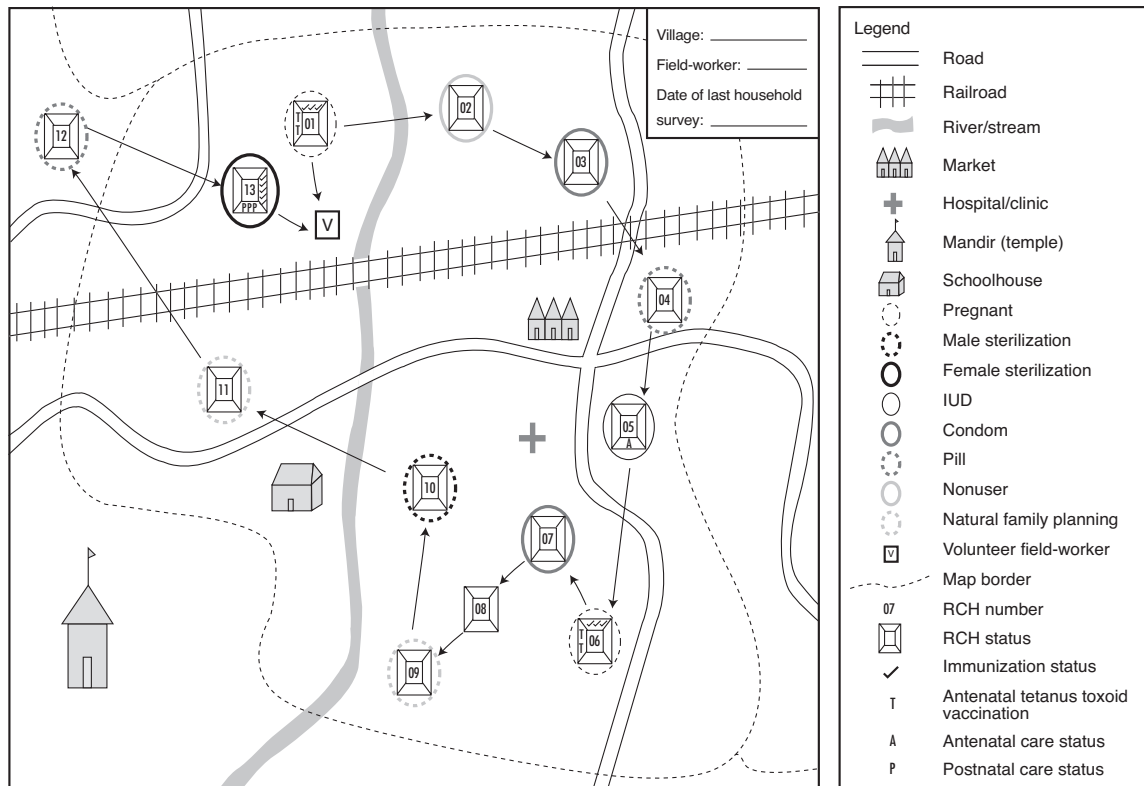 Village:
Field-worker:
Date of last household
survey:
01
T
T
02
03
12
13
PPP
V
04
11
05
A
10
07
08
06
T
T
09
Legend
Road
Railroad
River/stream
Market
Hospital/clinic
Mandir (temple)
Schoolhouse
Pregnant
Male sterilization
Female sterilization
IUD
Condom
Pill
Nonuser
Natural family planning
V Volunteer field-worker
Map border
07 RCH number
RCH status
Immunization status
T Antenatal tetanus toxoid
vaccination
A Antenatal care status
P Postnatal care status